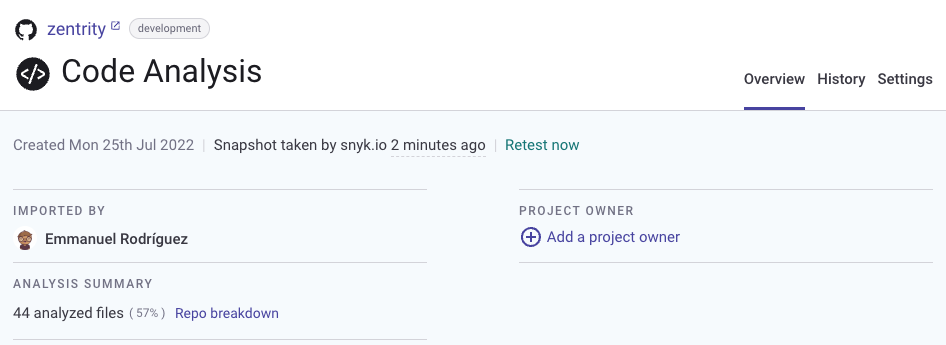 zentrity development
</> Code Analysis
Overview History Settings
Created Mon 25th Jul 2022 | Snapshot taken by snyk.io 2 minutes ago | Retest now
IMPORTED BY
Emmanuel Rodríguez
PROJECT OWNER
Add a project owner
ANALYSIS SUMMARY
44 analyzed files (57%) Repo breakdown